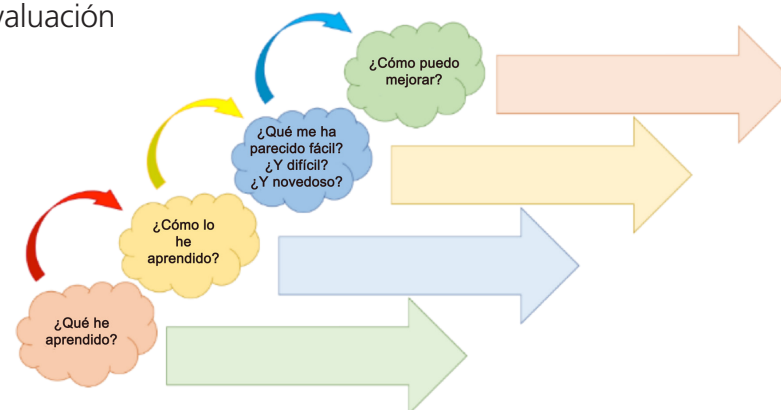 valuación
¿Cómo puedo
mejorar?
¿Qué me ha
parecido fácil?
¿Y difícil?
¿Y novedoso?
¿Cómo lo
he
aprendido?
¿Qué he
aprendido?